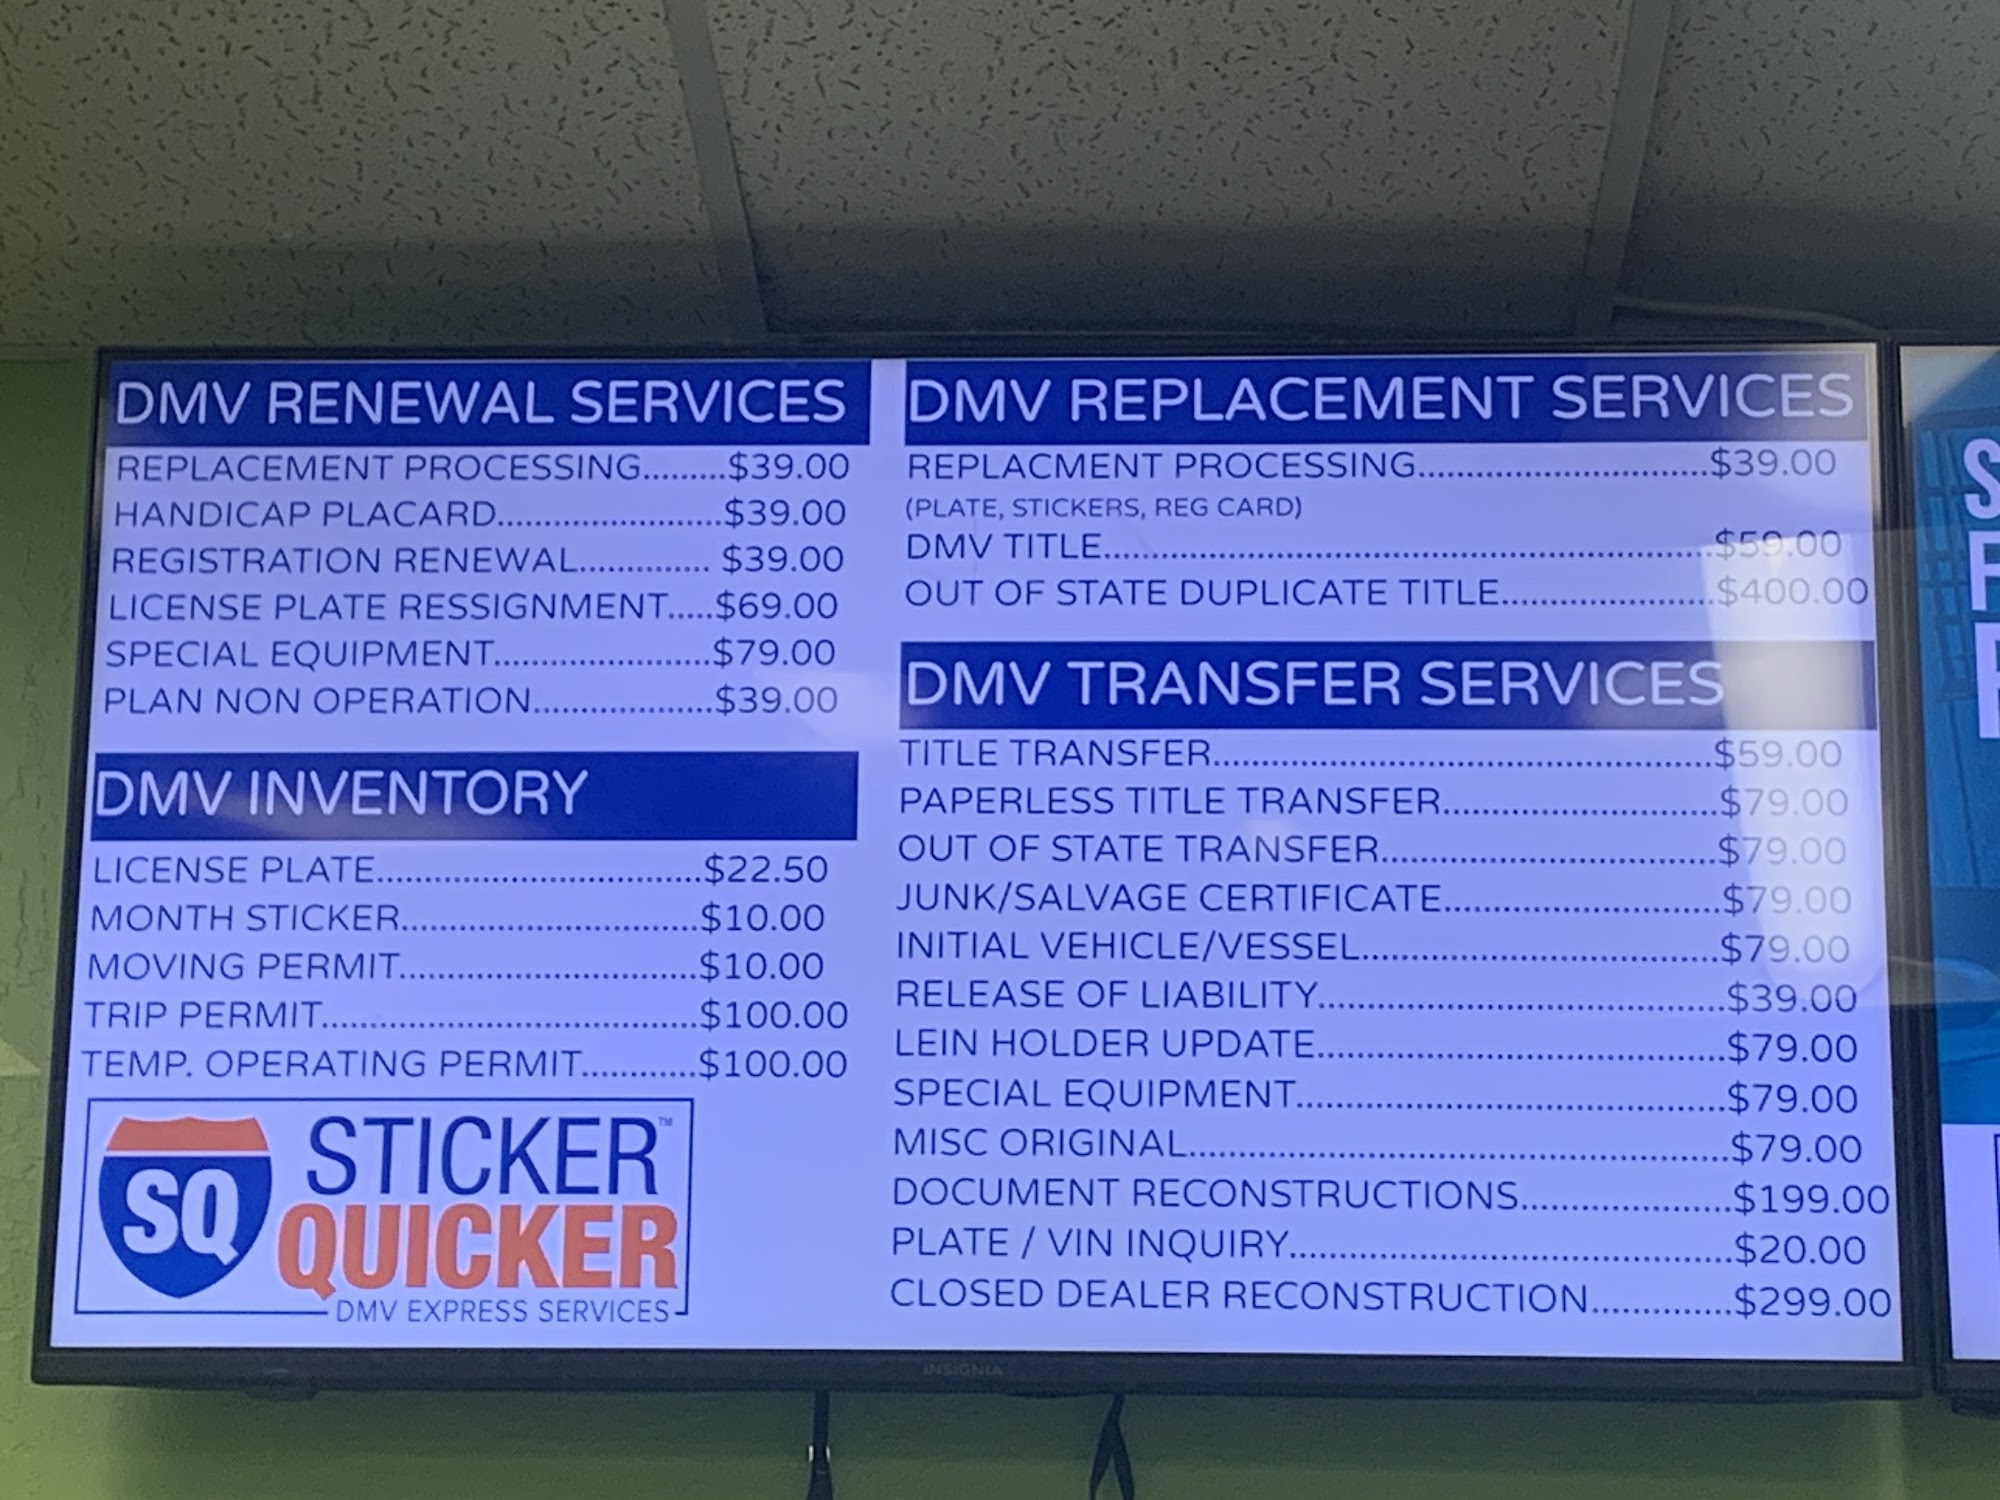 DMV RENEWAL SERVICES
REPLACEMENT PROCESSING.........$39.00
HANDICAP PLACARD.........................$39.00
REGISTRATION RENEWAL.............. $39.00
LICENSE PLATE RESSIGNMENT.....$69.00
SPECIAL EQUIPMENT.......................$79.00
PLAN NON OPERATION...................$39.00
DMV INVENTORY
LICENSE PLATE..................................$22.50
MONTH STICKER...............................$10.00
MOVING PERMIT...............................$10.00
TRIP PERMIT.......................................$100.00
TEMP. OPERATING PERMIT............$100.00
SQ
STICKER™
QUICKER
DMV EXPRESS SERVICES
DMV REPLACEMENT SERVICES
REPLACMENT PROCESSING..............................$39.00
(PLATE, STICKERS, REG CARD)
DMV TITLE...............................................................$59.00
OUT OF STATE DUPLICATE TITLE......................$400.00
DMV TRANSFER SERVICES
TITLE TRANSFER...................................................$59.00
PAPERLESS TITLE TRANSFER............................$79.00
OUT OF STATE TRANSFER..................................$79.00
JUNK/SALVAGE CERTIFICATE............................$79.00
INITIAL VEHICLE/VESSEL....................................$79.00
RELEASE OF LIABILITY.........................................$39.00
LEIN HOLDER UPDATE.........................................$79.00
SPECIAL EQUIPMENT...........................................$79.00
MISC ORIGINAL......................................................$79.00
DOCUMENT RECONSTRUCTIONS.....................$199.00
PLATE / VIN INQUIRY............................................$20.00
CLOSED DEALER RECONSTRUCTION..............$299.00
INSIGNIA